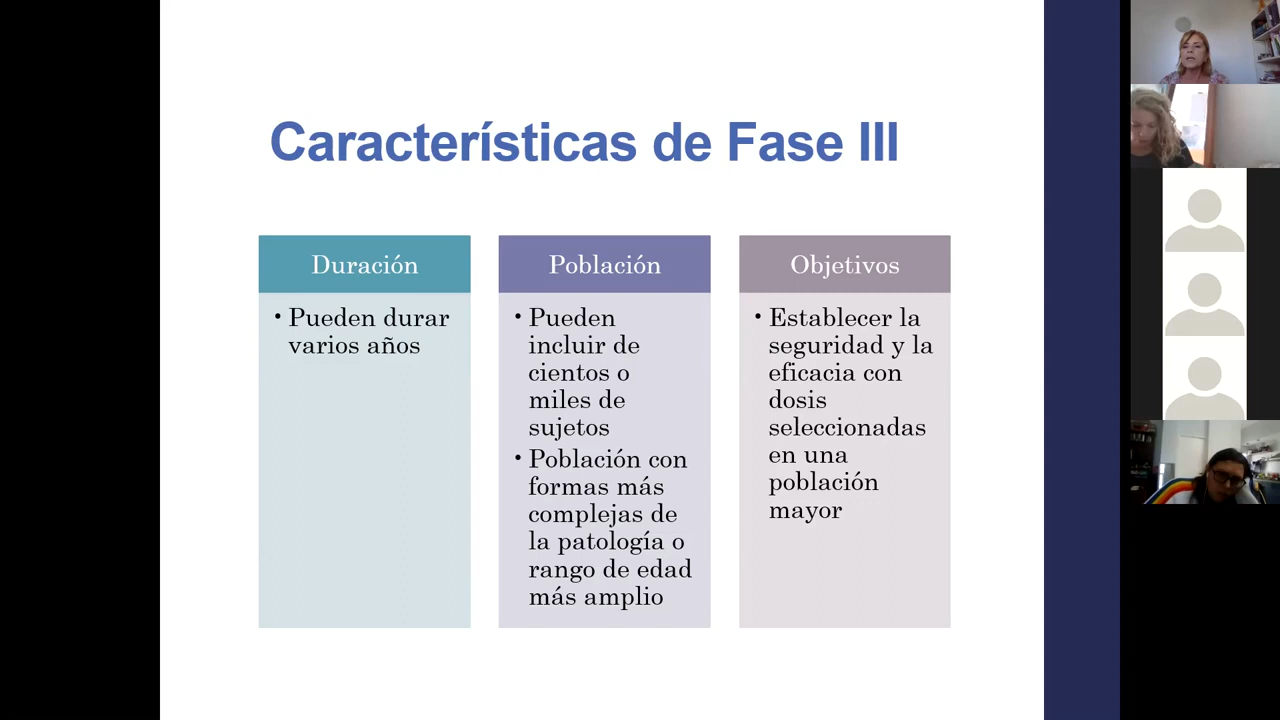 Características de Fase III
Duración
• Pueden durar
varios años
Población
• Pueden
incluir de
cientos o
miles de
sujetos
• Población con
formas más
complejas de
la patología o
rango de edad
más amplio
Objetivos
• Establecer la
seguridad y la
eficacia con
dosis
seleccionadas
en una
población
mayor